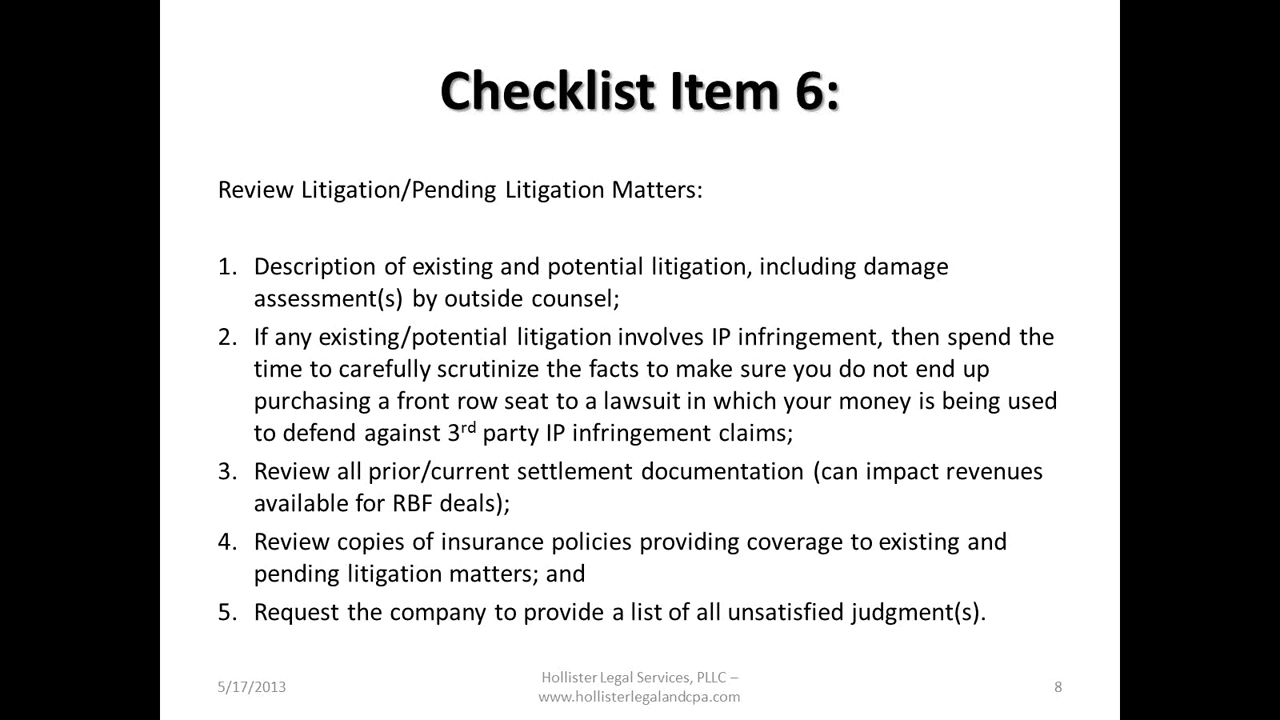 Checklist Item 6:
Review Litigation/Pending Litigation Matters:
1. Description of existing and potential litigation, including damage
assessment(s) by outside counsel;
2. If any existing/potential litigation involves IP infringement, then spend the
time to carefully scrutinize the facts to make sure you do not end up
purchasing a front row seat to a lawsuit in which your money is being used
to defend against 3rd party IP infringement claims;
3. Review all prior/current settlement documentation (can impact revenues
available for RBF deals);
4. Review copies of insurance policies providing coverage to existing and
pending litigation matters; and
5. Request the company to provide a list of all unsatisfied judgment(s).
5/17/2013
Hollister Legal Services, PLLC –
www.hollisterlegalandcpa.com
8